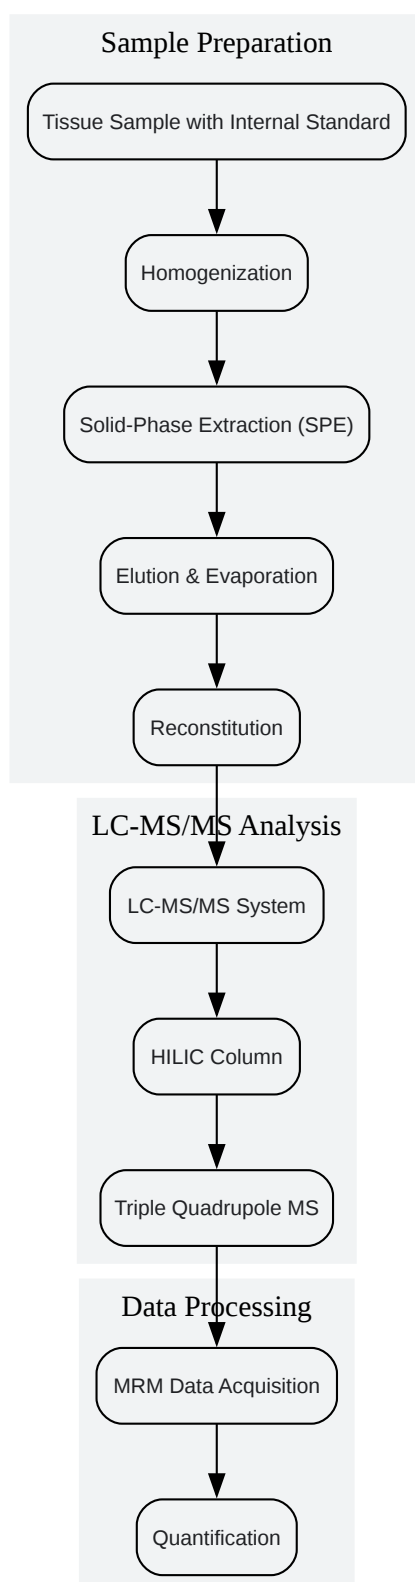 Sample Preparation
Tissue Sample with Internal Standard
Homogenization
Solid-Phase Extraction (SPE)
Elution & Evaporation
Reconstitution
LC-MS/MS Analysis
LC-MS/MS System
HILIC Column
Triple Quadrupole MS
Data Processing
MRM Data Acquisition
Quantification